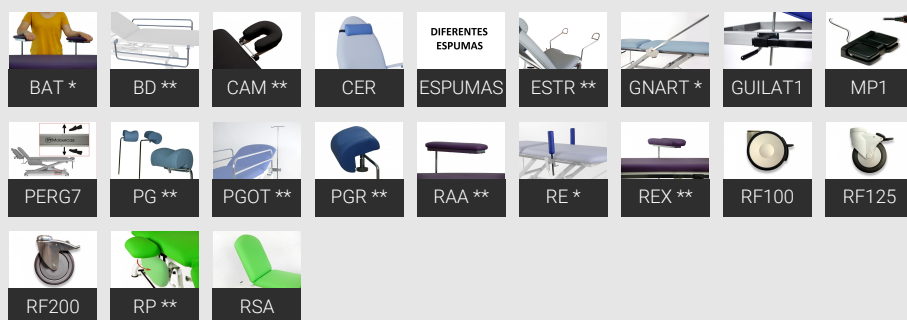 DIFERENTES
ESPUMAS
BAT *
BD **
CAM **
CER
ESPUMAS
ESTR **
GNART *
GUILAT1
MP1
PERG7
PG **
PGOT **
PGR **
RAA **
RE *
REX **
RF100
RF125
RF200
RP **
RSA